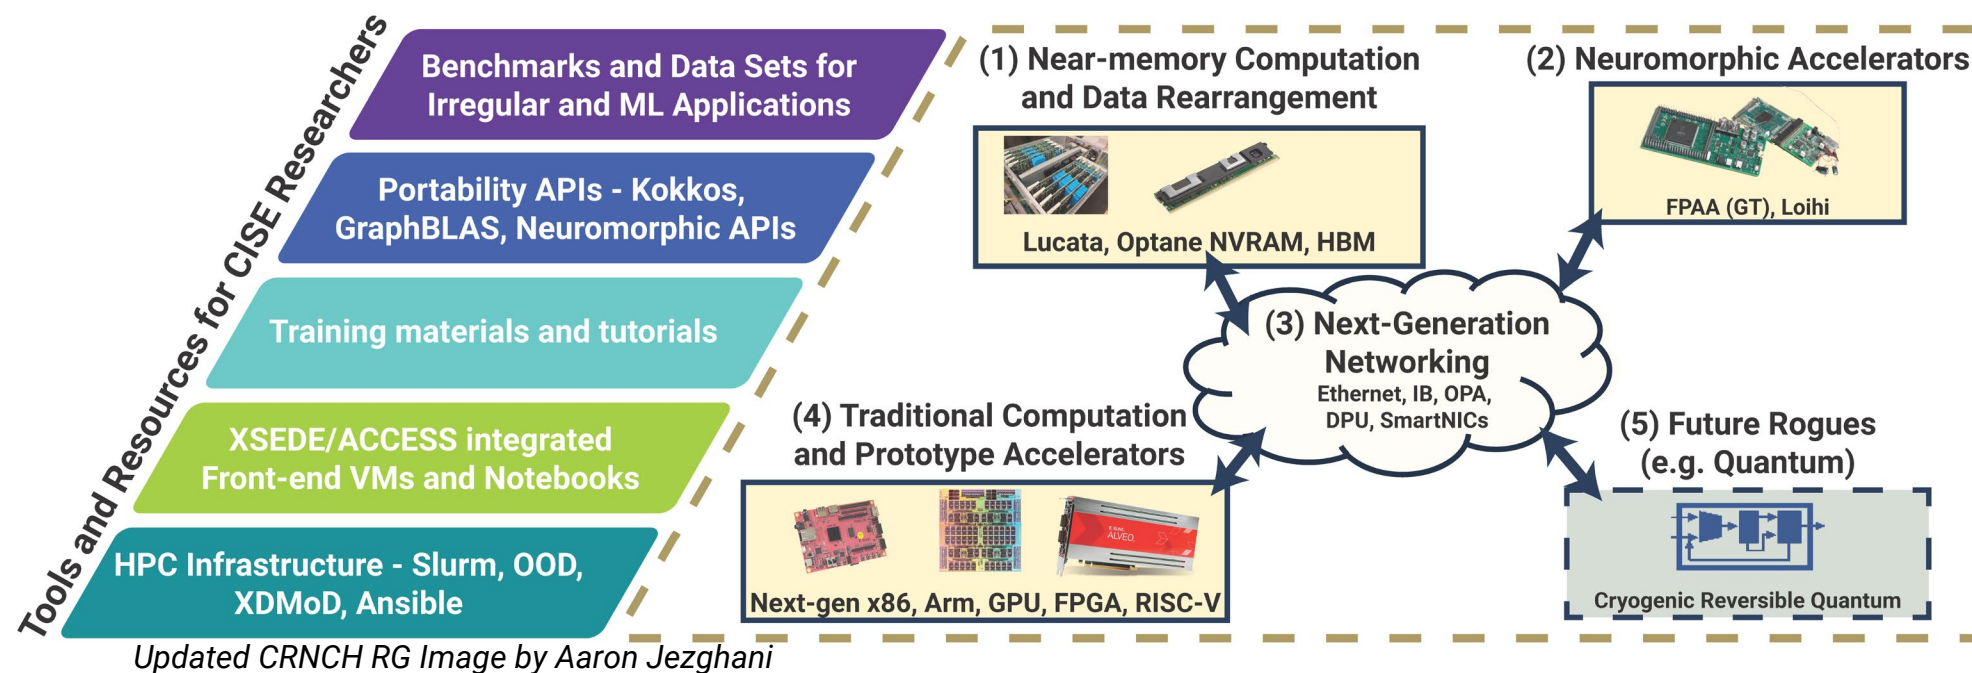 Tools and Resources for CISE Researchers
Benchmarks and Data Sets for
Irregular and ML Applications
Portability APIs - Kokkos,
GraphBLAS, Neuromorphic APIs
Training materials and tutorials
XSEDE/ACCESS integrated
Front-end VMs and Notebooks
HPC Infrastructure - Slurm, OOD,
XDMoD, Ansible
(1) Near-memory Computation
and Data Rearrangement
Lucata, Optane NVRAM, HBM
(2) Neuromorphic Accelerators
FPAA (GT), Loihi
(3) Next-Generation
Networking
Ethernet, IB, OPA,
DPU, SmartNICs
(4) Traditional Computation
and Prototype Accelerators
ALVEO.
Next-gen x86, Arm, GPU, FPGA, RISC-V
(5) Future Rogues
(e.g. Quantum)
Cryogenic Reversible Quantum
Updated CRNCH RG Image by Aaron Jezghani